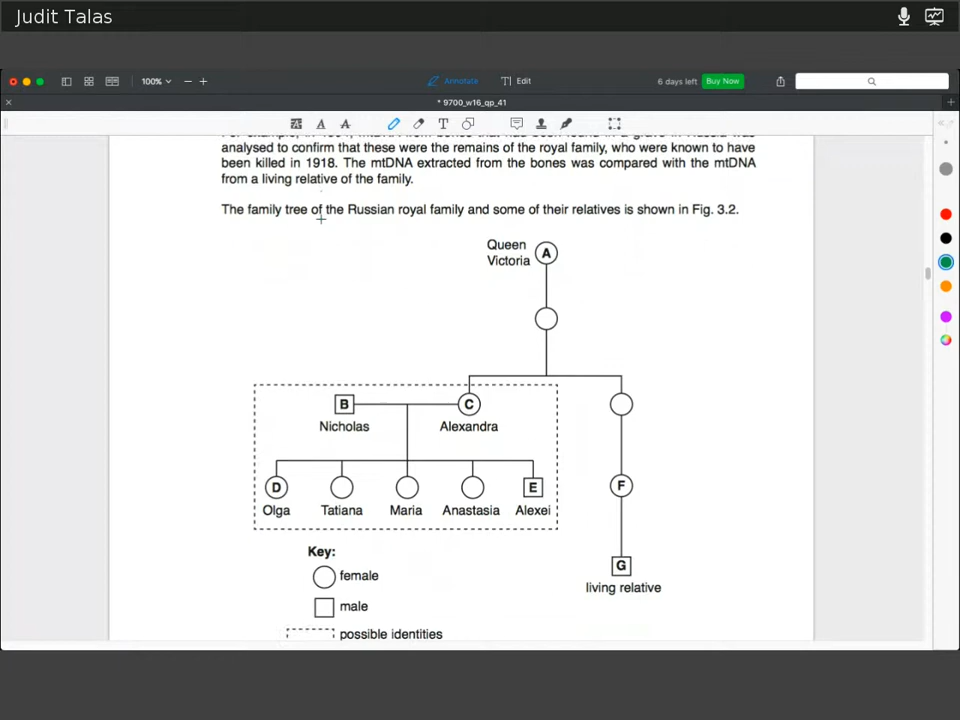 Judit Talas
100%
Annotate
Edit
6 days left
Buy Now
* 9700_w16_qp_41
analysed to confirm that these were the remains of the royal family, who were known to have
been killed in 1918. The mtDNA extracted from the bones was compared with the mtDNA
from a living relative of the family.
The family tree of the Russian royal family and some of their relatives is shown in Fig. 3.2.
Queen
Victoria
A
B
C
Nicholas
Alexandra
D
E
F
Olga
Tatiana
Maria
Anastasia
Alexei
G
living relative
Key:
female
male
possible identities